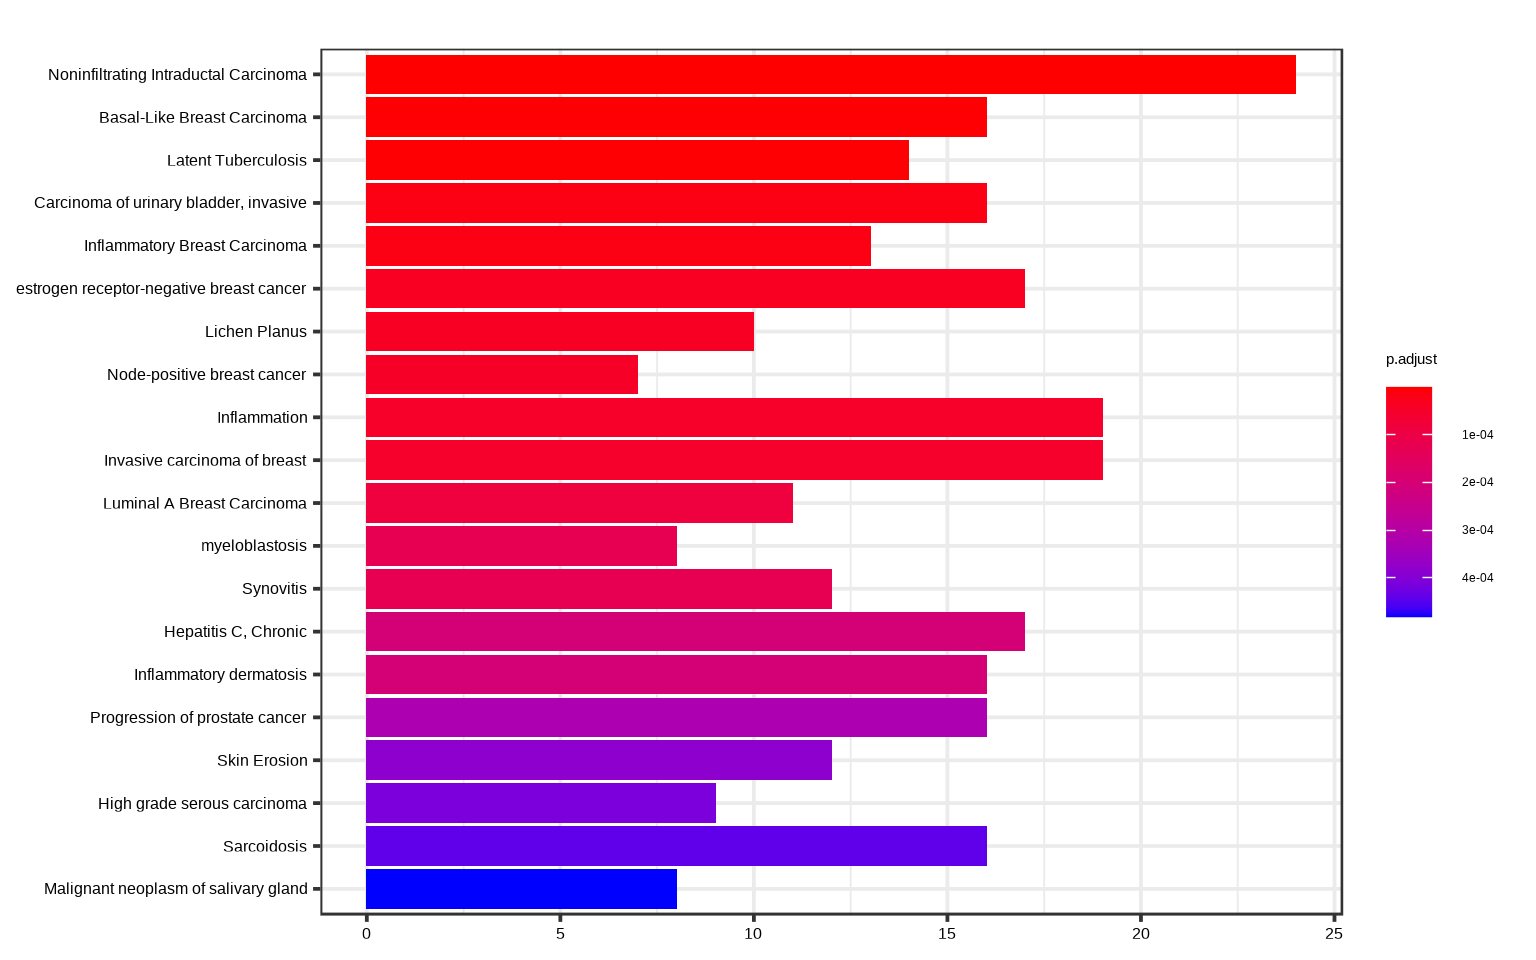 Noninfiltrating Intraductal Carcinoma
Basal-Like Breast Carcinoma
Latent Tuberculosis
Carcinoma of urinary bladder, invasive
Inflammatory Breast Carcinoma
estrogen receptor-negative breast cancer
Lichen Planus
Node-positive breast cancer
Inflammation
Invasive carcinoma of breast
Luminal A Breast Carcinoma
myeloblastosis
Synovitis
Hepatitis C, Chronic
Inflammatory dermatosis
Progression of prostate cancer
Skin Erosion
High grade serous carcinoma
Sarcoidosis
Malignant neoplasm of salivary gland
0 5 10 15 20 25
p.adjust
1e-04
2e-04
3e-04
4e-04